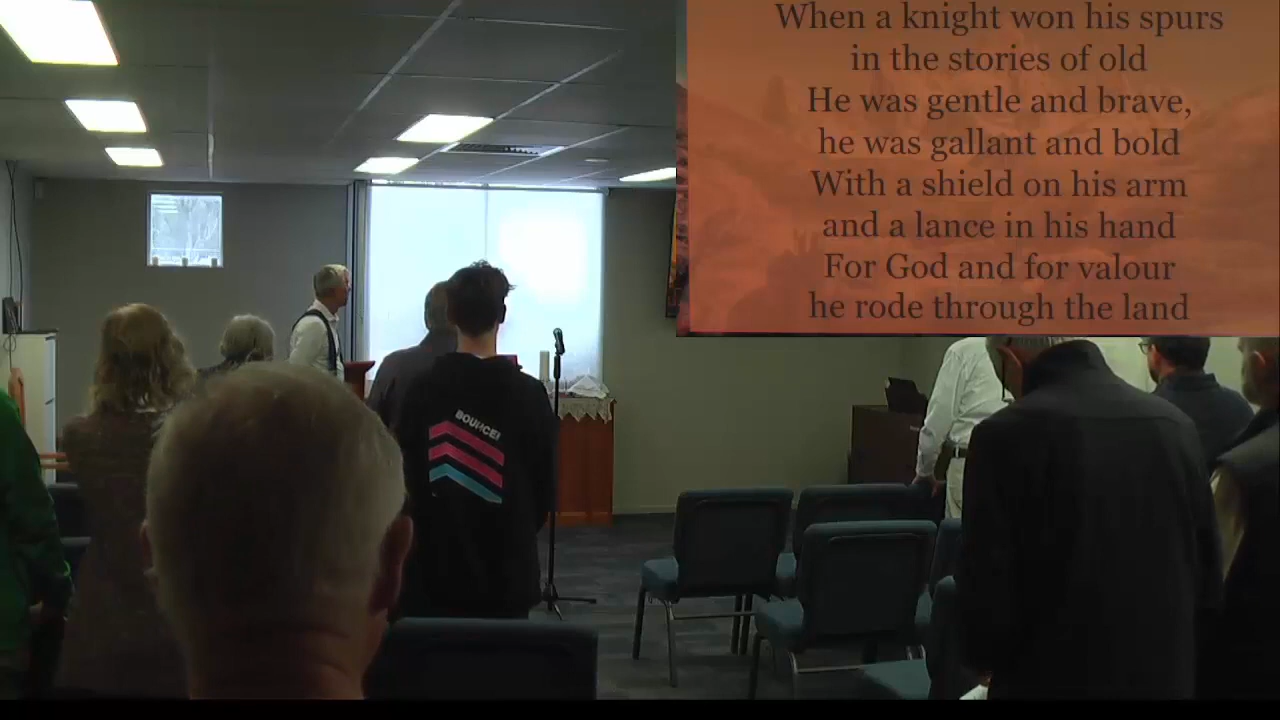 When a knight won his spurs
in the stories of old
He was gentle and brave,
he was gallant and bold
With a shield on his arm
and a lance in his hand
For God and for valour
he rode through the land
BOUNCER